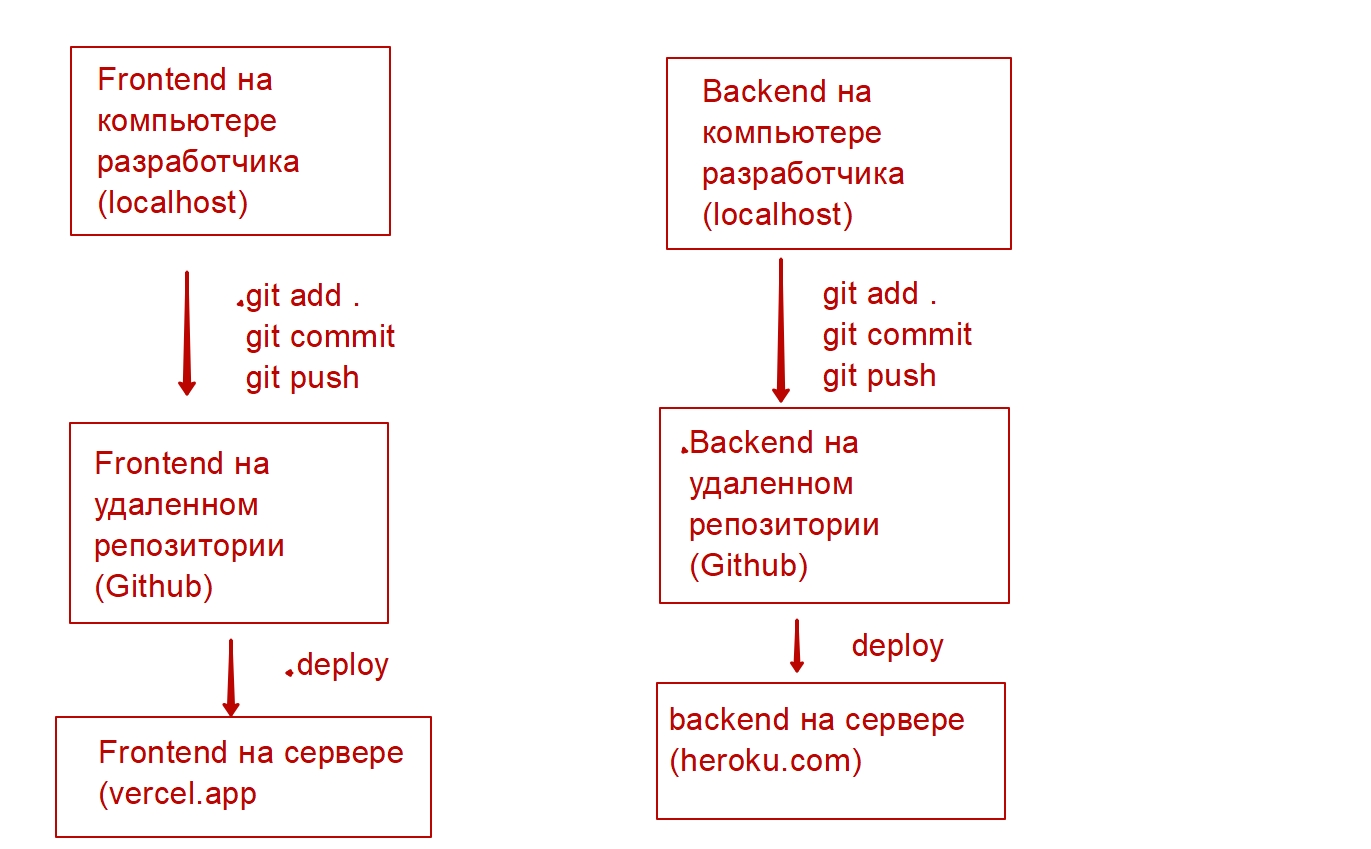 Frontend на
компьютере
разработчика
(localhost)
.git add .
git commit
git push
Frontend на
удаленном
репозитории
(Github)
.deploy
Frontend на сервере
(vercel.app
Backend на
компьютере
разработчика
(localhost)
git add .
git commit
git push
.Backend на
удаленном
репозитории
(Github)
deploy
backend на сервере
(heroku.com)